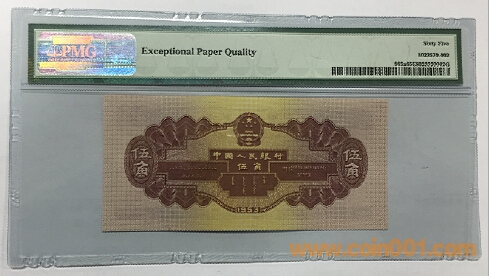 PMG
Exceptional Paper Quality
Sixty Five
中國人民銀行
伍角 伍角 伍角
1953
www.coin001.com